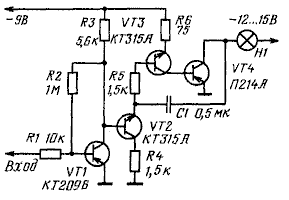 -9В
R3
5,6к
VT3
КТ315А
R6
75
-12...15В
H1
R2
1М
R5
1,5к
VT4
П214А
C1 0,5 мк
R1 10к
VT2
КТ315А
Вход
VT1
КТ209Б
R4
1,5к